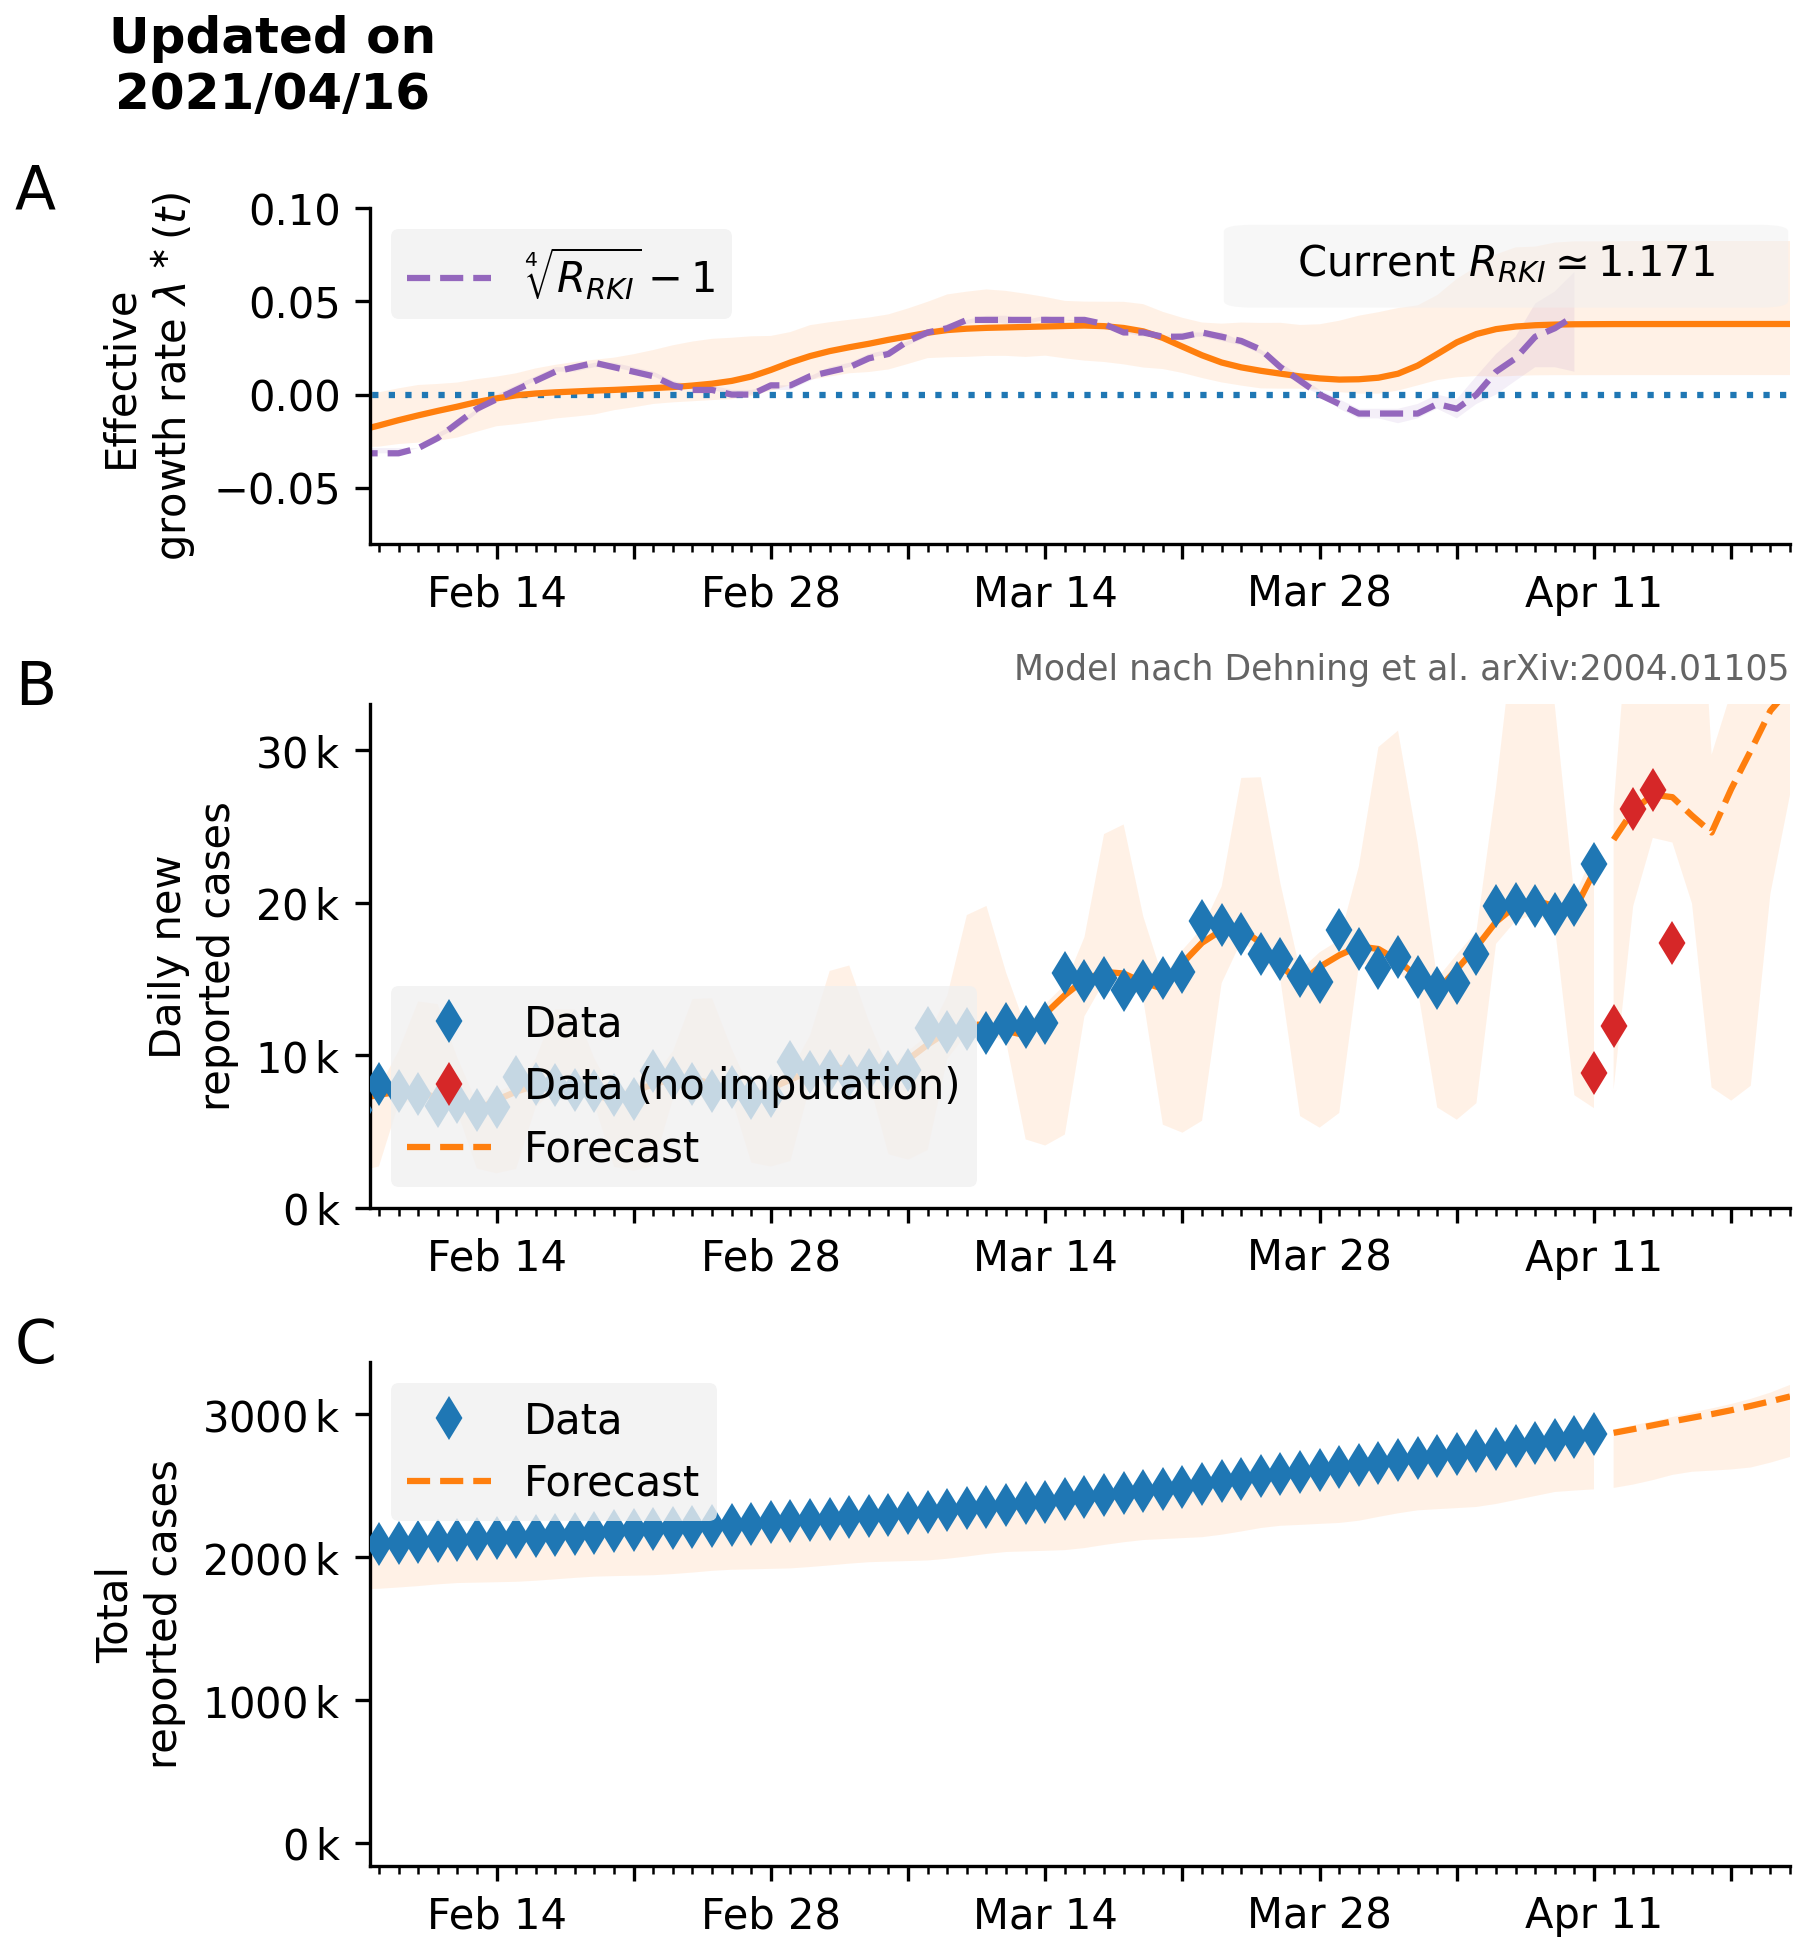 Updated on
2021/04/16
A
Effective
growth rate λ * (t)
0.10
0.05
0.00
−0.05
∜R_RKI − 1
Current R_RKI ≃ 1.171
Feb 14
Feb 28
Mar 14
Mar 28
Apr 11
B
Model nach Dehning et al. arXiv:2004.01105
Daily new
reported cases
30 k
20 k
10 k
0 k
Data
Data (no imputation)
Forecast
Feb 14
Feb 28
Mar 14
Mar 28
Apr 11
C
Total
reported cases
3000 k
2000 k
1000 k
0 k
Data
Forecast
Feb 14
Feb 28
Mar 14
Mar 28
Apr 11